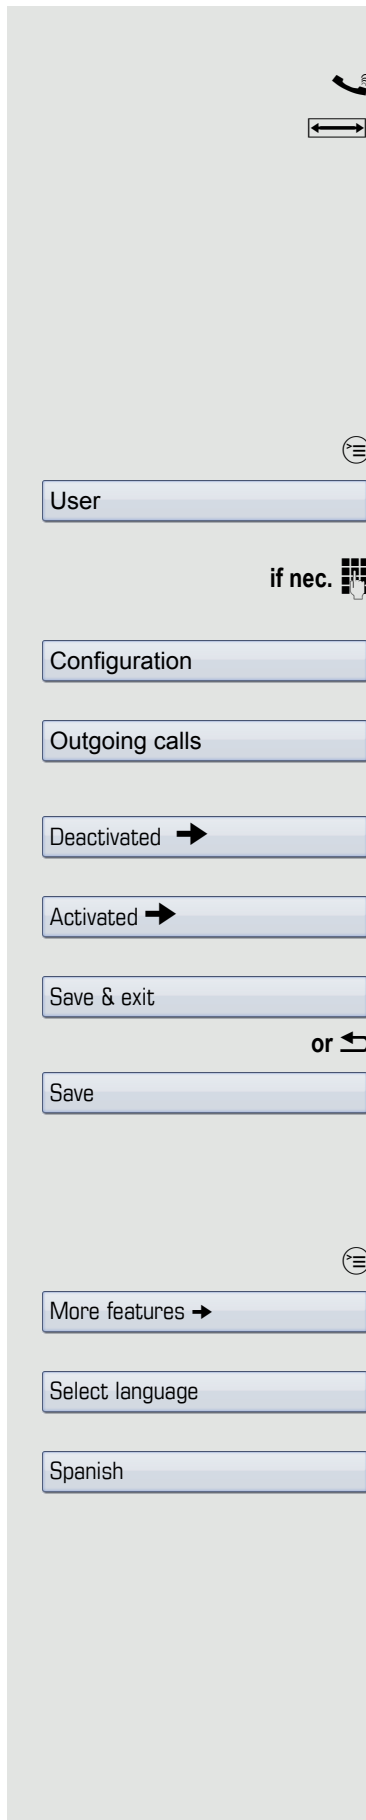 User
if nec.
Configuration
Outgoing calls
Deactivated →
Activated →
Save & exit
or
Save
More features →
Select language
Spanish